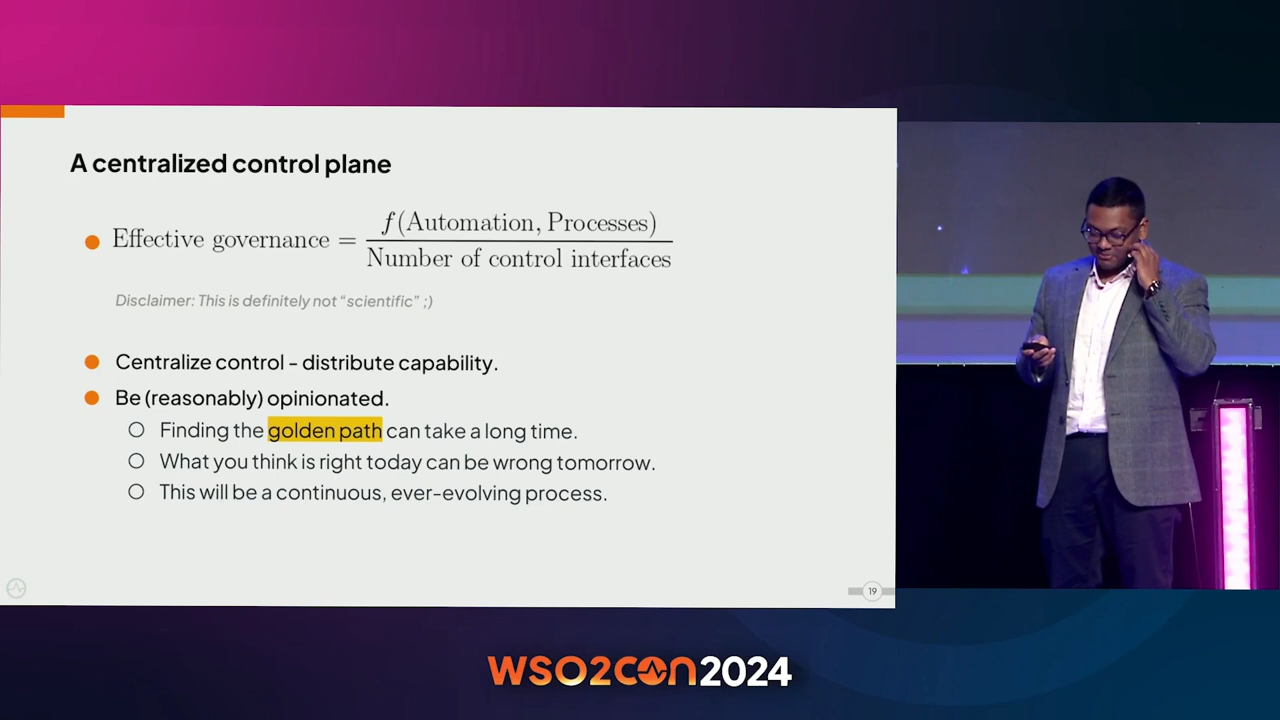 A centralized control plane
Effective governance = f(Automation, Processes) / Number of control interfaces
Disclaimer: This is definitely not “scientific” ;)
Centralize control - distribute capability.
Be (reasonably) opinionated.
Finding the golden path can take a long time.
What you think is right today can be wrong tomorrow.
This will be a continuous, ever-evolving process.
19
WSO2CON2024